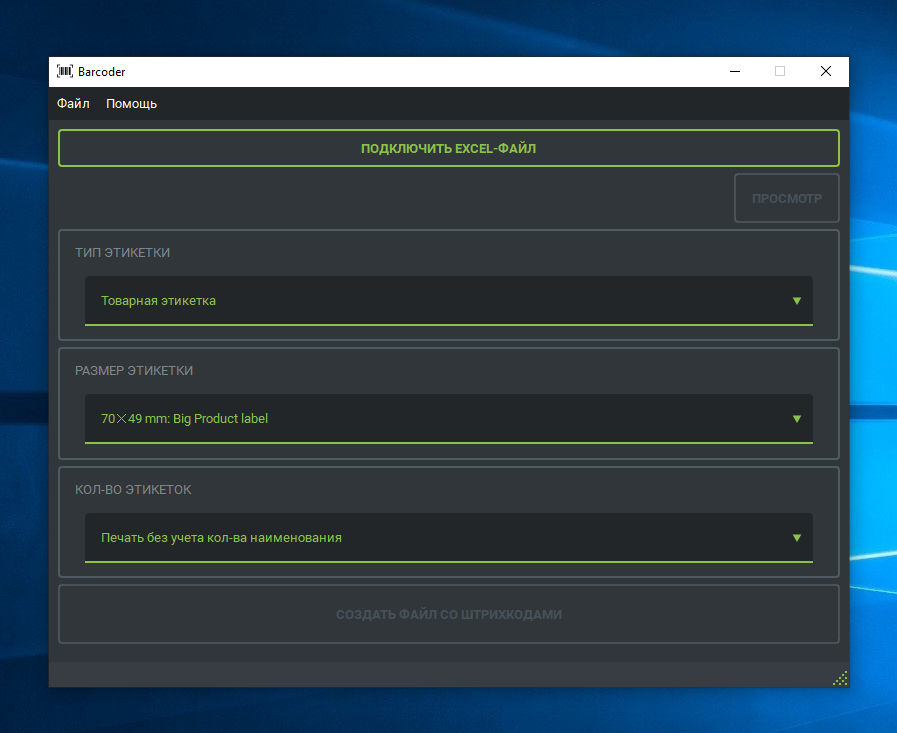 Barcoder
Файл Помощь
ПОДКЛЮЧИТЬ EXCEL-ФАЙЛ
ПРОСМОТР
ТИП ЭТИКЕТКИ
Товарная этикетка
РАЗМЕР ЭТИКЕТКИ
70×49 mm: Big Product label
КОЛ-ВО ЭТИКЕТОК
Печать без учета кол-ва наименования
СОЗДАТЬ ФАЙЛ СО ШТРИХКОДАМИ